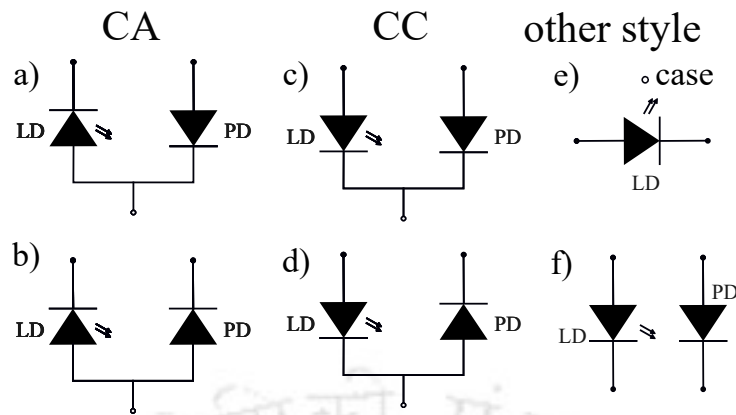 CA CC other style
a) c) e) case
LD PD LD PD
LD
b) d) f)
PD
LD PD LD PD LD